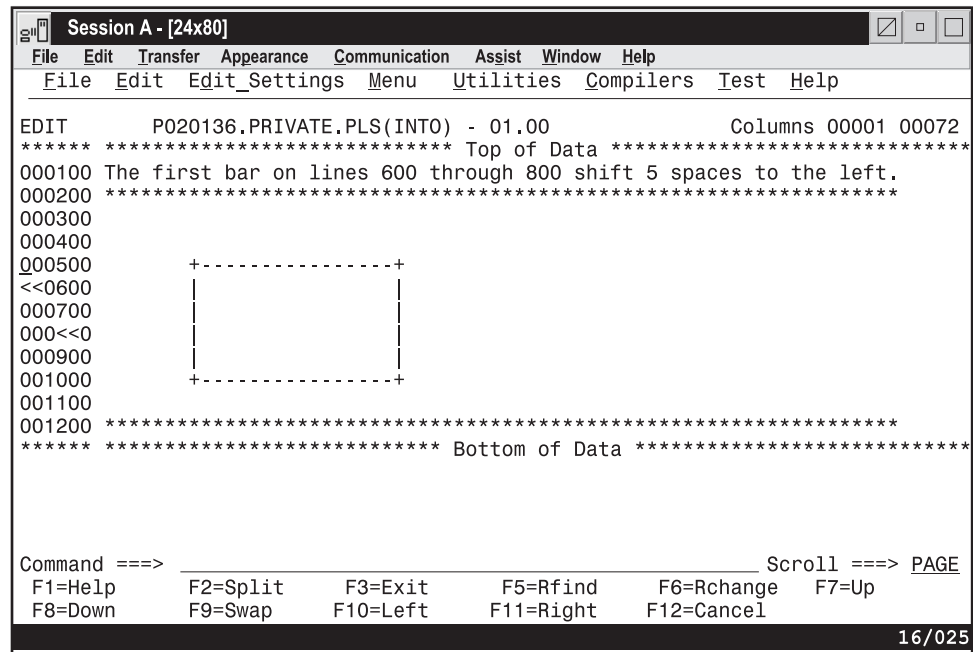 Session A - [24x80]
File Edit Transfer Appearance Communication Assist Window Help
File Edit Edit_Settings Menu Utilities Compilers Test Help
EDIT P020136.PRIVATE.PLS(INTO) - 01.00 Columns 00001 00072
****** ***************************** Top of Data ******************************
000100 The first bar on lines 600 through 800 shift 5 spaces to the left.
000200 ******************************************************************
000300
000400
000500 +----------------+
<<0600 | |
000700 | |
000<<0 | |
000900 | |
001000 +----------------+
001100
001200 ******************************************************************
****** **************************** Bottom of Data ****************************
Command ===> Scroll ===> PAGE
F1=Help F2=Split F3=Exit F5=Rfind F6=Rchange F7=Up
F8=Down F9=Swap F10=Left F11=Right F12=Cancel
16/025